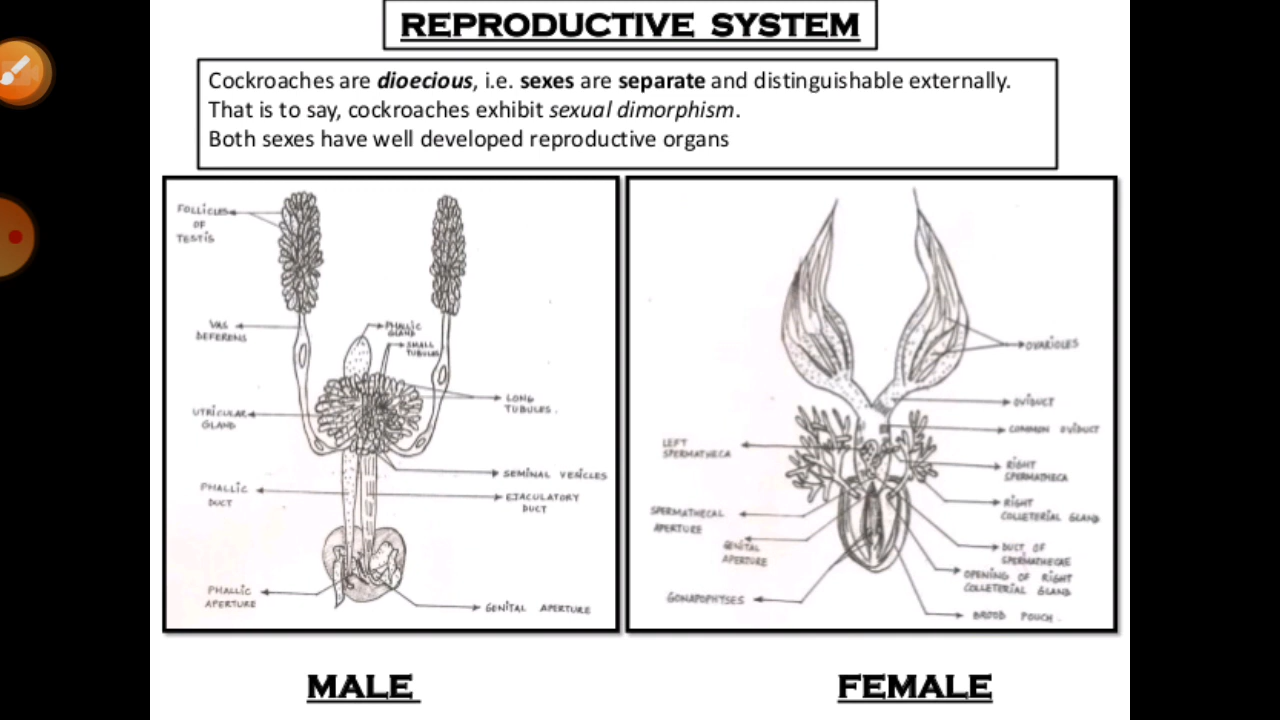 REPRODUCTIVE SYSTEM
Cockroaches are dioecious, i.e. sexes are separate and distinguishable externally.
That is to say, cockroaches exhibit sexual dimorphism.
Both sexes have well developed reproductive organs
FOLLICLES
OF
TESTIS
VAS
DEFERENS
PHALLIC
GLAND
SMALL
TUBULES
LONG
TUBULES.
UTRICULAR
GLAND
SEMINAL VESICLES
PHALLIC
DUCT
EJACULATORY
DUCT
PHALLIC
APERTURE
GENITAL APERTURE
OVARIOLES
OVIDUCT
COMMON OVIDUCT
LEFT
SPERMATHECA
RIGHT
SPERMATHECA
RIGHT
COLLETERIAL GLAND
SPERMATHECAL
APERTURE
GENITAL
APERTURE
DUCT OF
SPERMATHECAE
OPENING OF RIGHT
COLLETERIAL GLAND
GONAPOPHYSES
BROOD POUCH.
MALE
FEMALE